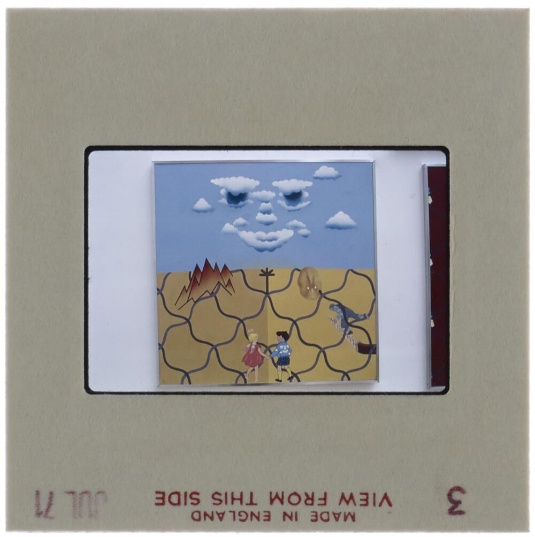 3
VIEW FROM THIS SIDE
MADE IN ENGLAND
JUL 71